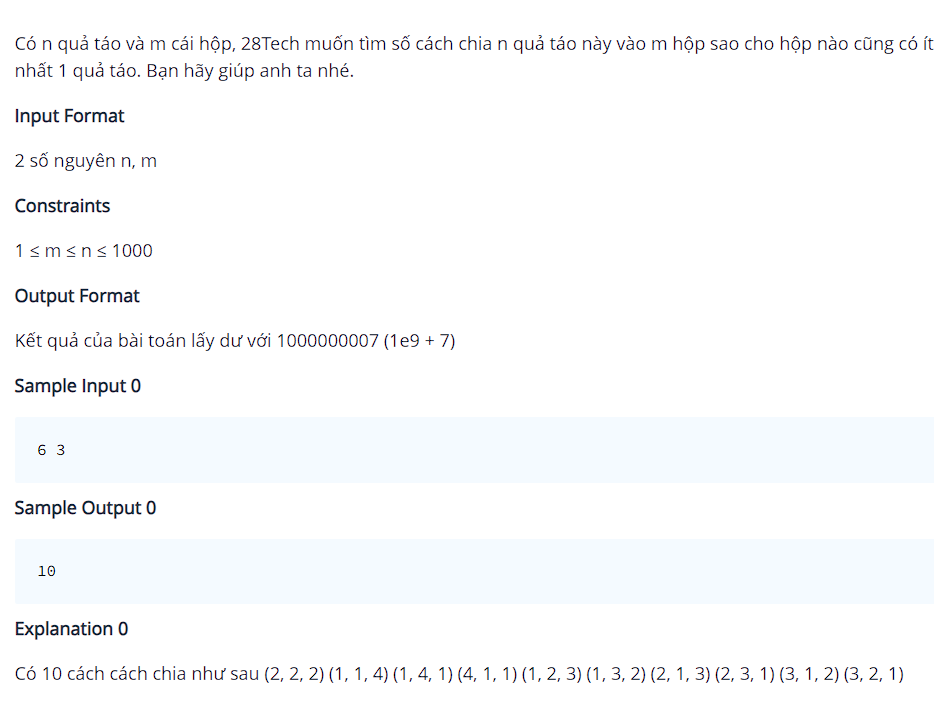 Có n quả táo và m cái hộp, 28Tech muốn tìm số cách chia n quả táo này vào m hộp sao cho hộp nào cũng có ít
nhất 1 quả táo. Bạn hãy giúp anh ta nhé.
Input Format
2 số nguyên n, m
Constraints
1 ≤ m ≤ n ≤ 1000
Output Format
Kết quả của bài toán lấy dư với 1000000007 (1e9 + 7)
Sample Input 0
6 3
Sample Output 0
10
Explanation 0
Có 10 cách cách chia như sau (2, 2, 2) (1, 1, 4) (1, 4, 1) (4, 1, 1) (1, 2, 3) (1, 3, 2) (2, 1, 3) (2, 3, 1) (3, 1, 2) (3, 2, 1)